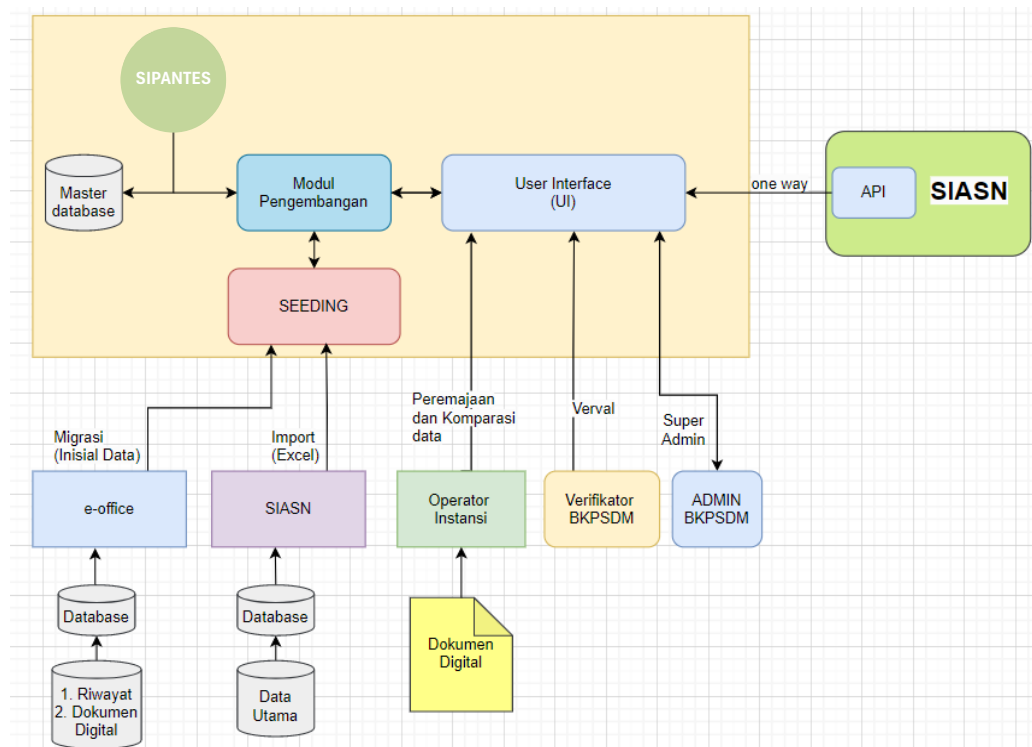 SIPANTES
Master
database
Modul
Pengembangan
User Interface
(UI)
one way
API
SIASN
SEEDING
Migrasi
(Inisial Data)
Import
(Excel)
Peremajaan
dan Komparasi
data
Verval
Super
Admin
e-office
SIASN
Operator
Instansi
Verifikator
BKPSDM
ADMIN
BKPSDM
Database
Database
Dokumen
Digital
1. Riwayat
2. Dokumen
Digital
Data
Utama